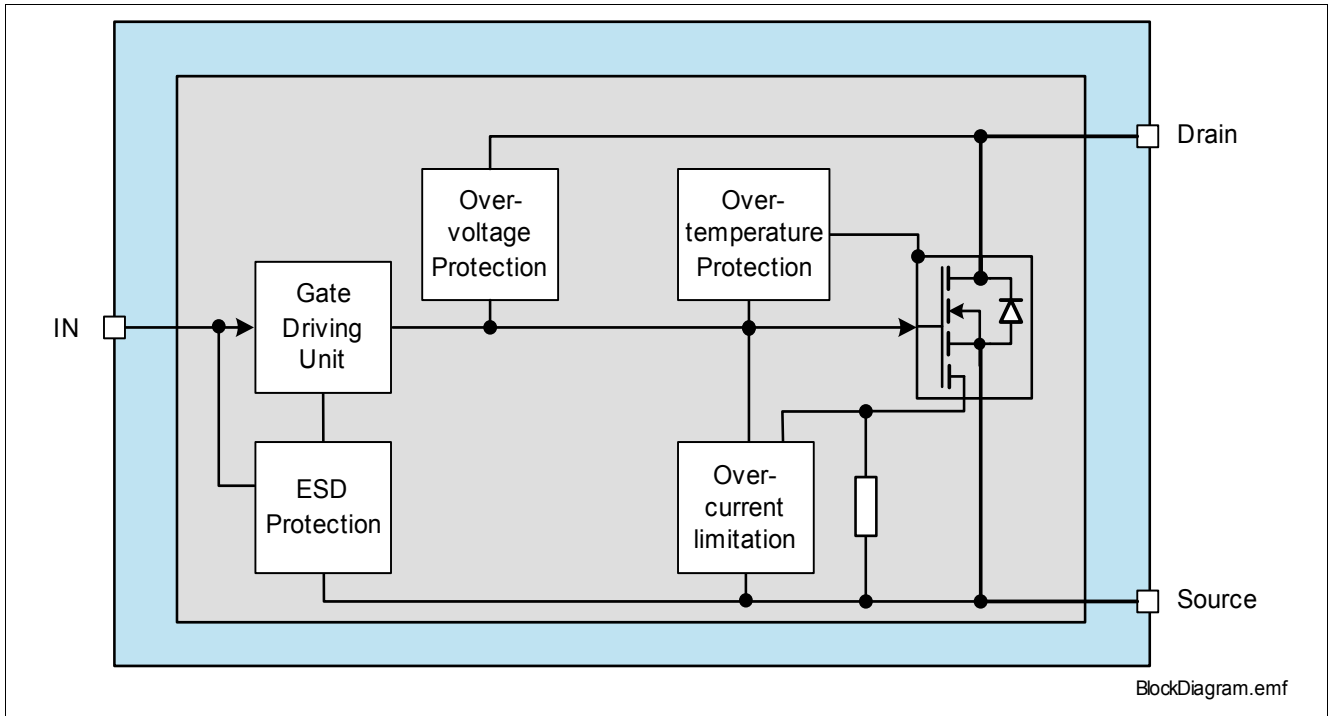 Drain
Over-
voltage
Protection
Over-
temperature
Protection
Gate
Driving
Unit
IN
ESD
Protection
Over-
current
limitation
Source
BlockDiagram.emf